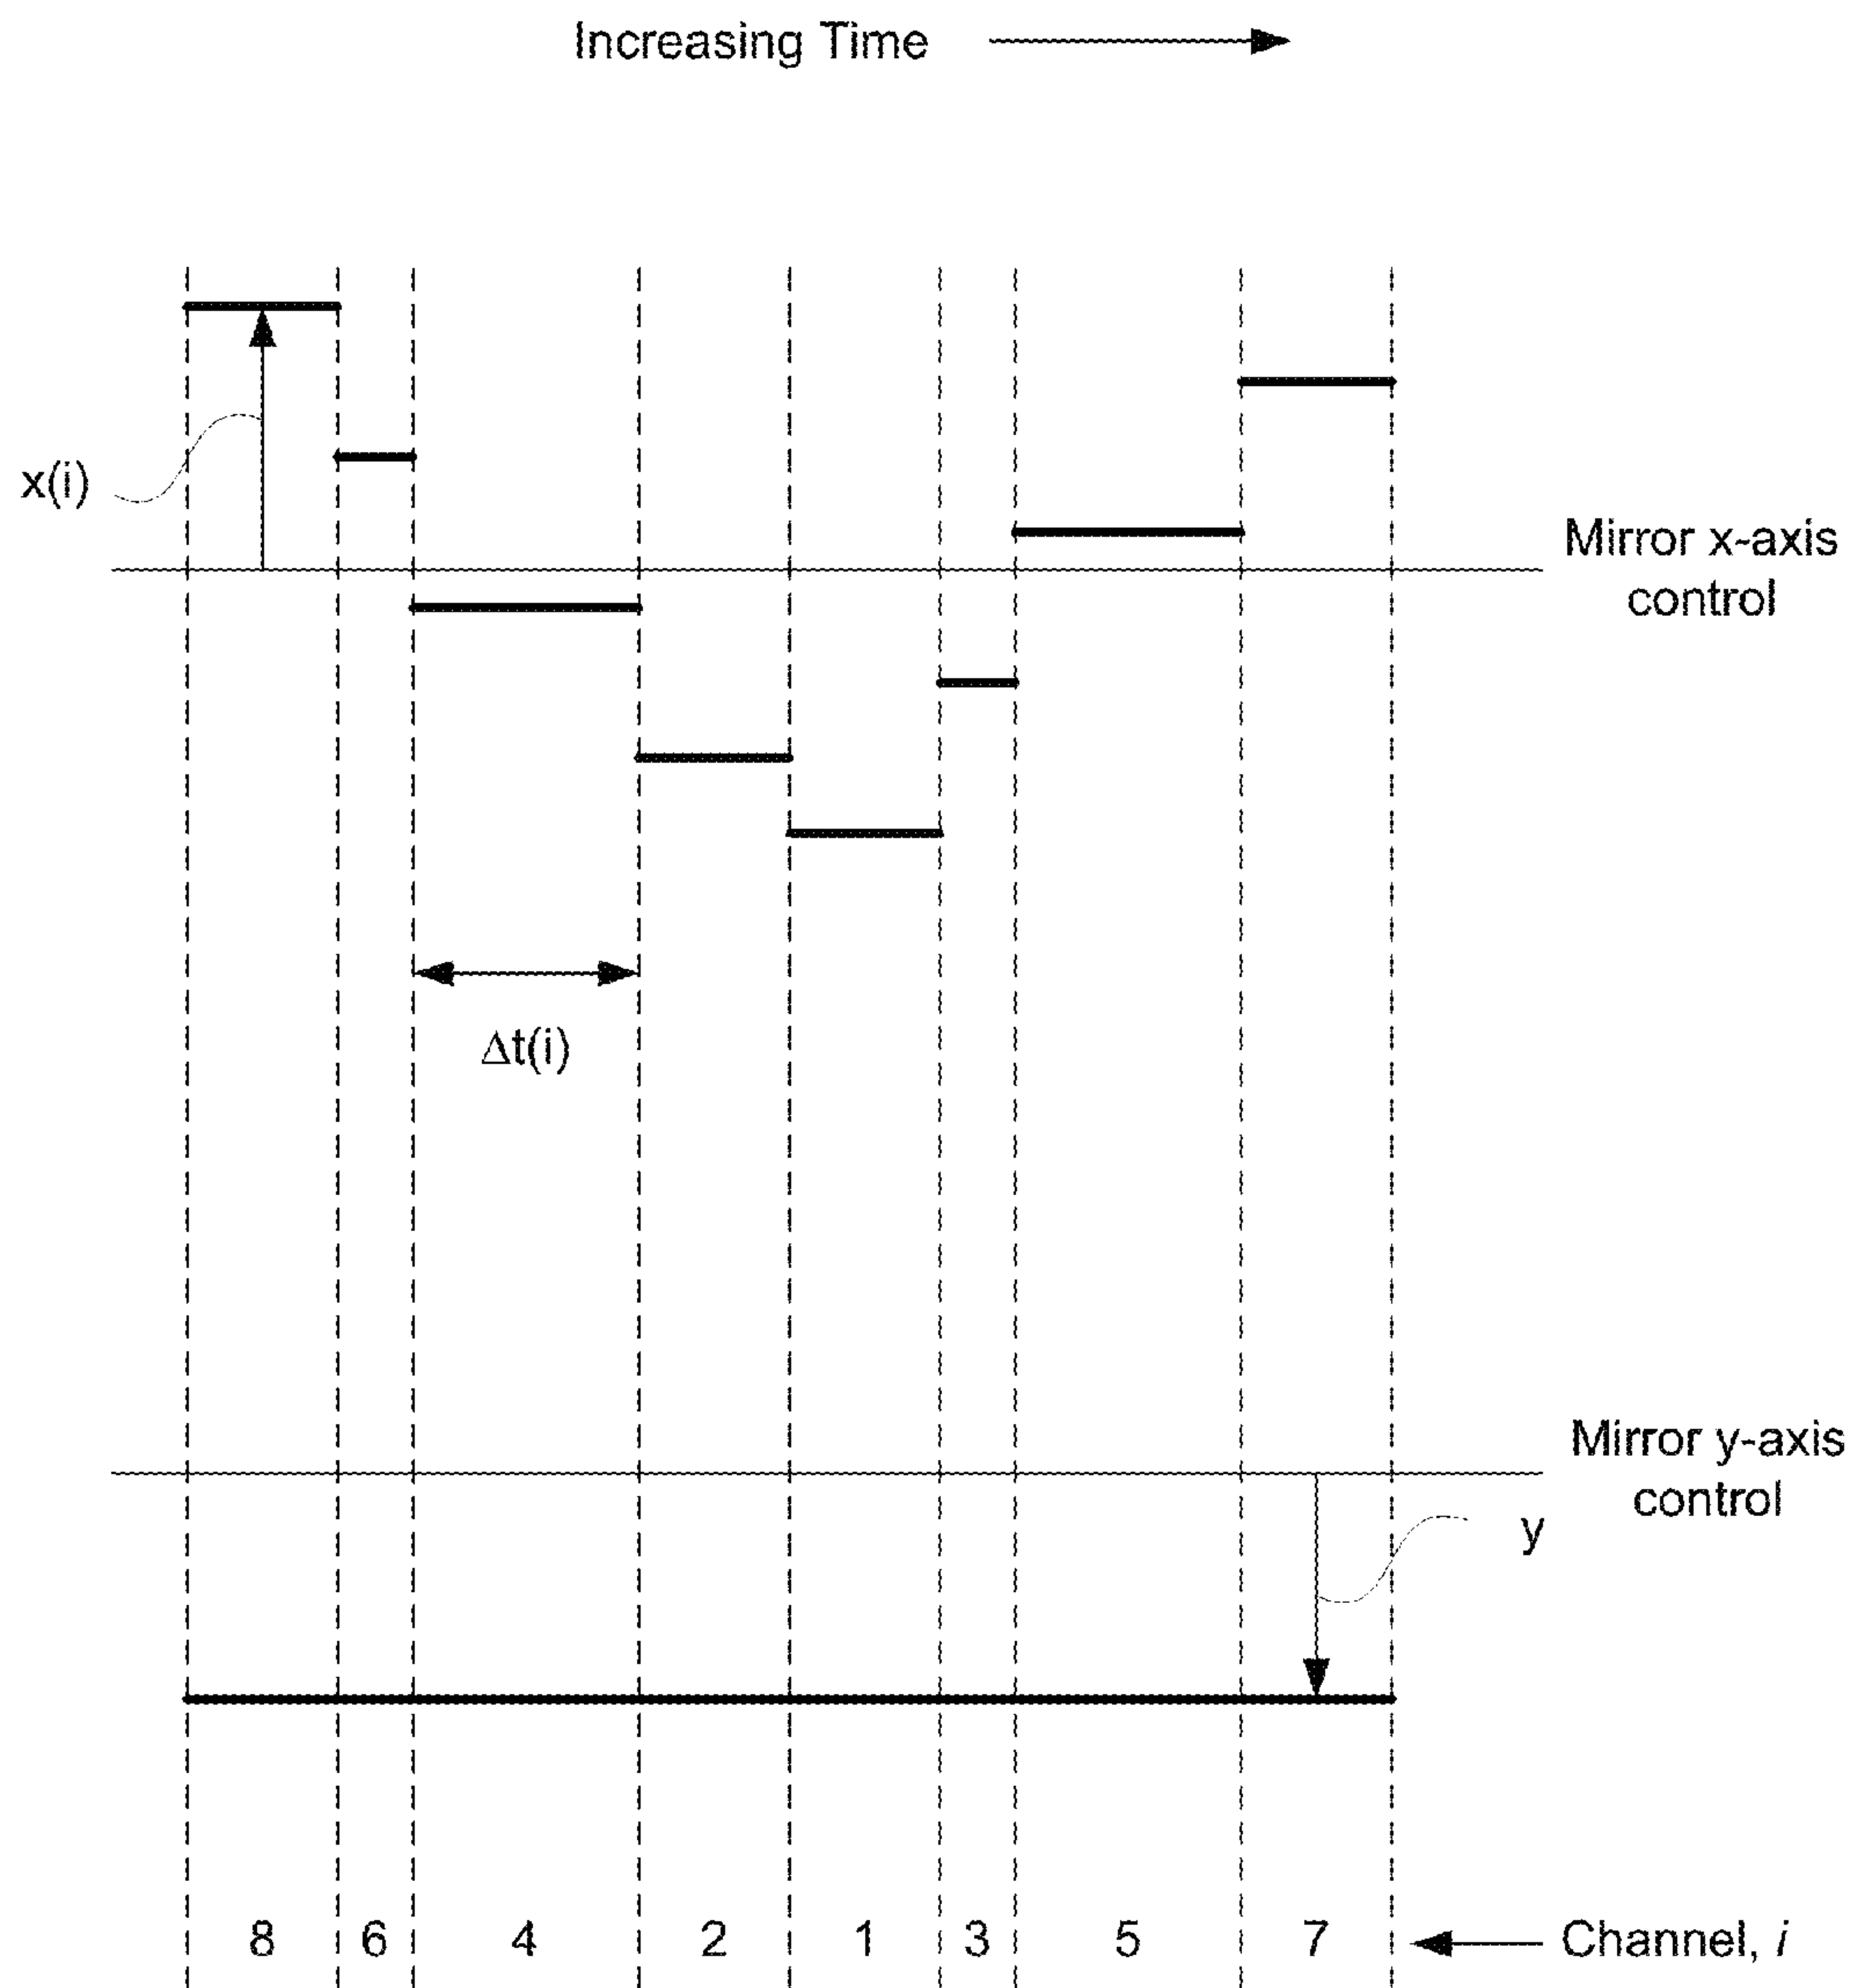 Increasing Time
x(i)
Mirror x-axis
control
Δt(i)
Mirror y-axis
control
y
8 6 4 2 1 3 5 7
Channel, i